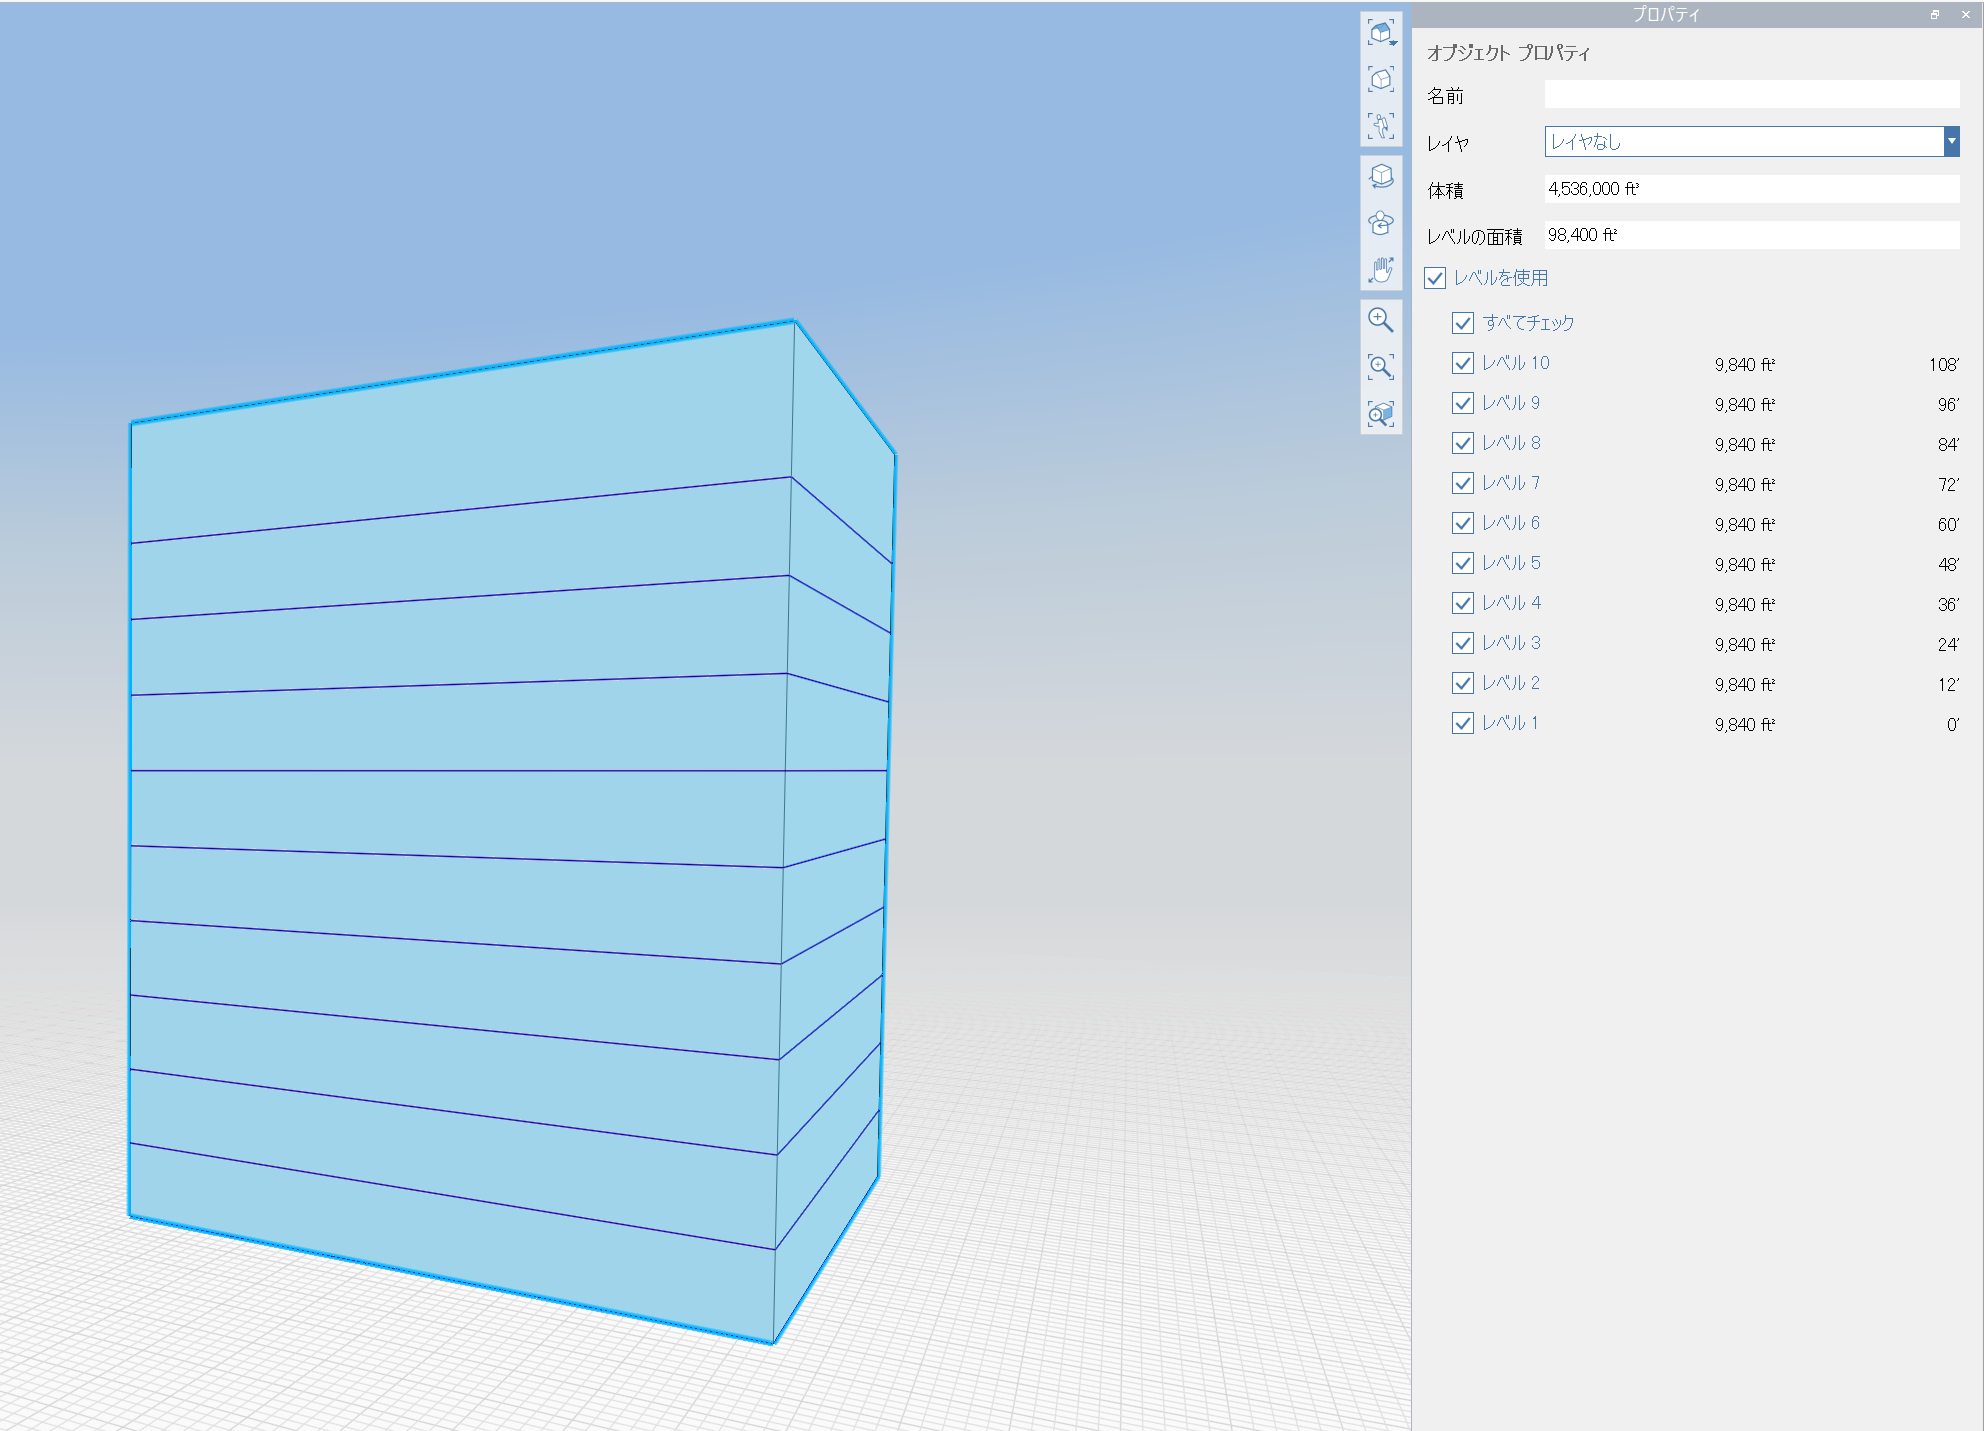 プロパティ
オブジェクト プロパティ
名前
レイヤ レイヤなし
体積 4,536,000 ft³
レベルの面積 98,400 ft²
レベルを使用
すべてチェック
レベル 10 9,840 ft² 108'
レベル 9 9,840 ft² 96'
レベル 8 9,840 ft² 84'
レベル 7 9,840 ft² 72'
レベル 6 9,840 ft² 60'
レベル 5 9,840 ft² 48'
レベル 4 9,840 ft² 36'
レベル 3 9,840 ft² 24'
レベル 2 9,840 ft² 12'
レベル 1 9,840 ft² 0'